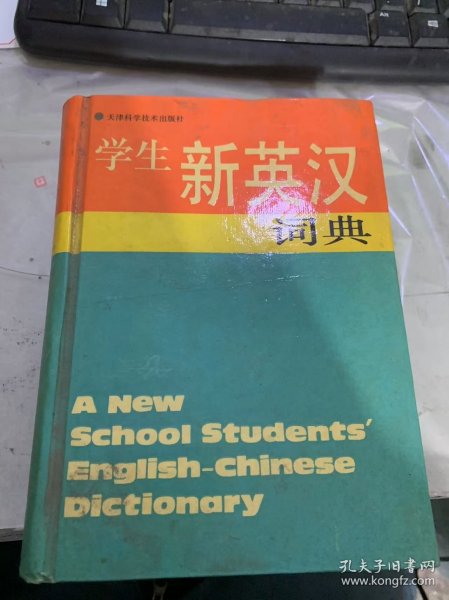 天津科学技术出版社
学生 新英汉
词典
A New
School Students'
English-Chinese
Dictionary
孔夫子旧书网
www.kongfz.com